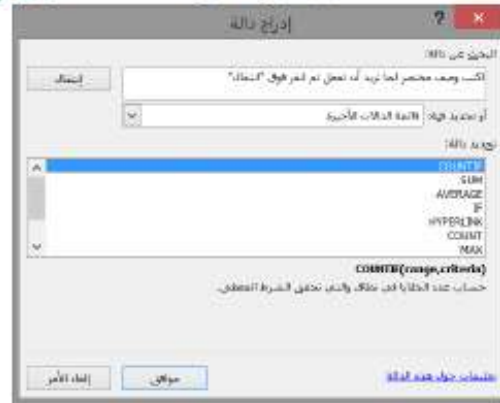 إدراج دالة
البحث عن دالة:
اكتب وصف مختصر لما تريد أن تفعل ثم انقر فوق "انتقال"
انتقال
أو تحديد فئة: قائمة الدالات الأخيرة
تحديد دالة:
COUNTIF
SUM
AVERAGE
IF
HYPERLINK
COUNT
MAX
COUNTIF(range,criteria)
حساب عدد الخلايا في نطاق والتي تحقق الشرط المعطى.
تعليمات حول هذه الدالة
موافق
إلغاء الأمر